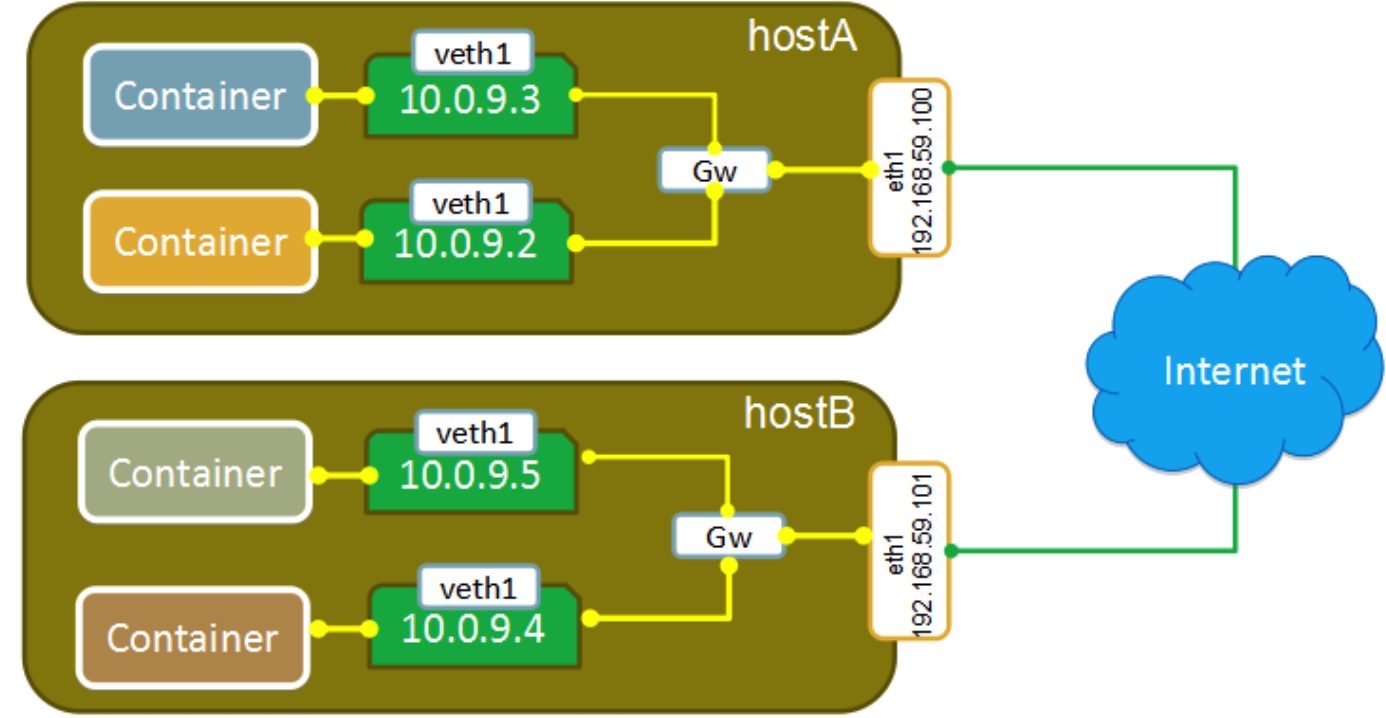 hostA
Container
veth1
10.0.9.3
Gw
eth1
192.168.59.100
Container
veth1
10.0.9.2
Internet
hostB
Container
veth1
10.0.9.5
Gw
eth1
192.168.59.101
Container
veth1
10.0.9.4